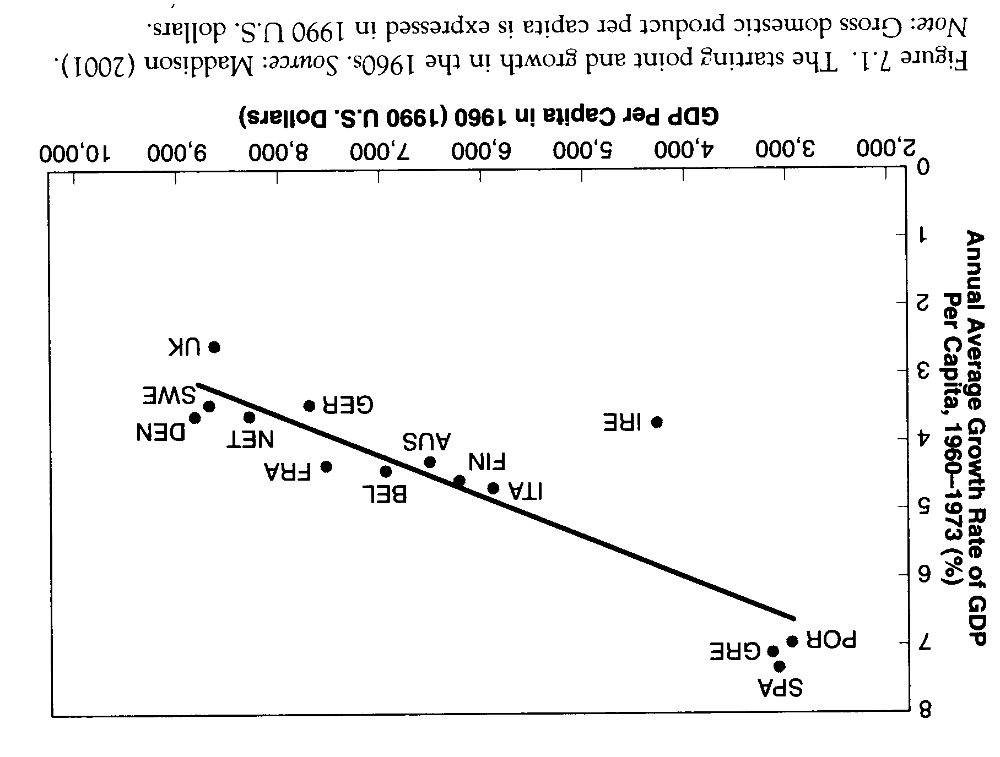 Annual Average Growth Rate of GDP
Per Capita, 1960–1973 (%)
8
7
6
5
4
3
2
1
0
SPA
POR
GRE
IRE
ITA
FIN
AUS
BEL
FRA
GER
NET
DEN
SWE
UK
2,000 3,000 4,000 5,000 6,000 7,000 8,000 9,000 10,000
GDP Per Capita in 1960 (1990 U.S. Dollars)
Figure 7.1. The starting point and growth in the 1960s. Source: Maddison (2001).
Note: Gross domestic product per capita is expressed in 1990 U.S. dollars.